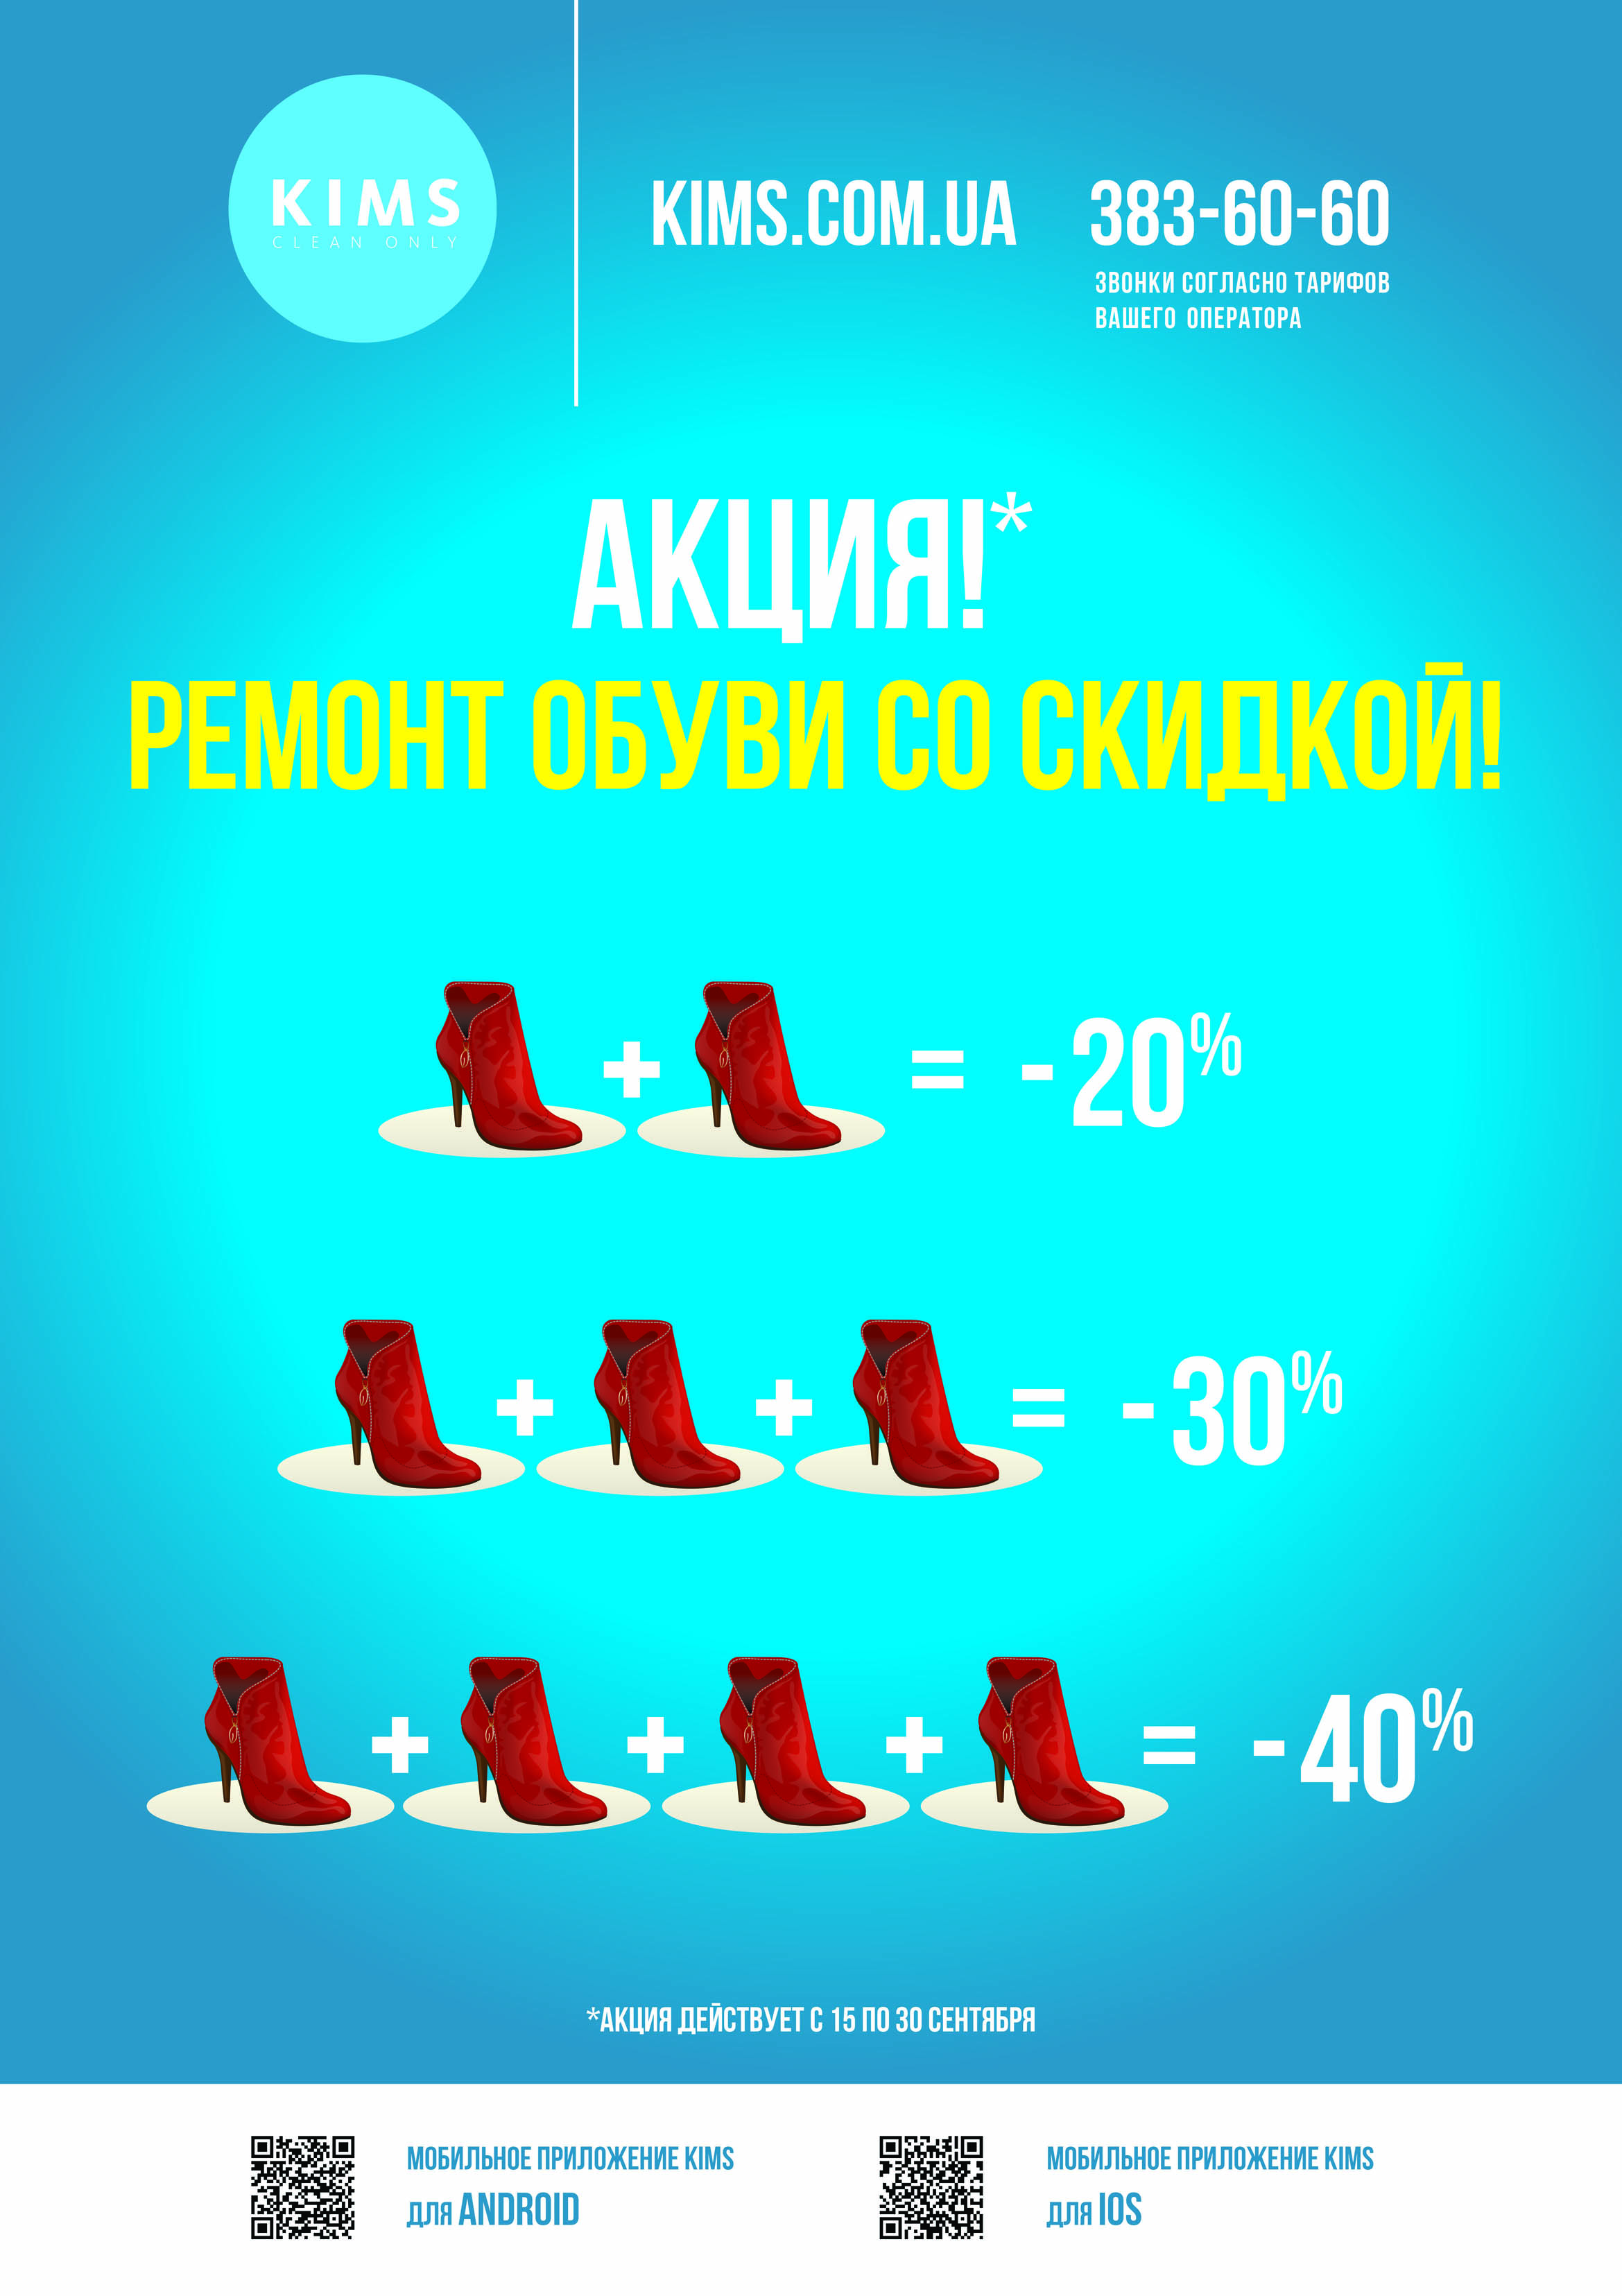 KIMS
CLEAN ONLY
KIMS.COM.UA
383-60-60
ЗВОНКИ СОГЛАСНО ТАРИФОВ
ВАШЕГО ОПЕРАТОРА
АКЦИЯ!*
РЕМОНТ ОБУВИ СО СКИДКОЙ!
+ = -20%
+ + = -30%
+ + + = -40%
*АКЦИЯ ДЕЙСТВУЕТ С 15 ПО 30 СЕНТЯБРЯ
МОБИЛЬНОЕ ПРИЛОЖЕНИЕ KIMS
ДЛЯ ANDROID
МОБИЛЬНОЕ ПРИЛОЖЕНИЕ KIMS
ДЛЯ IOS